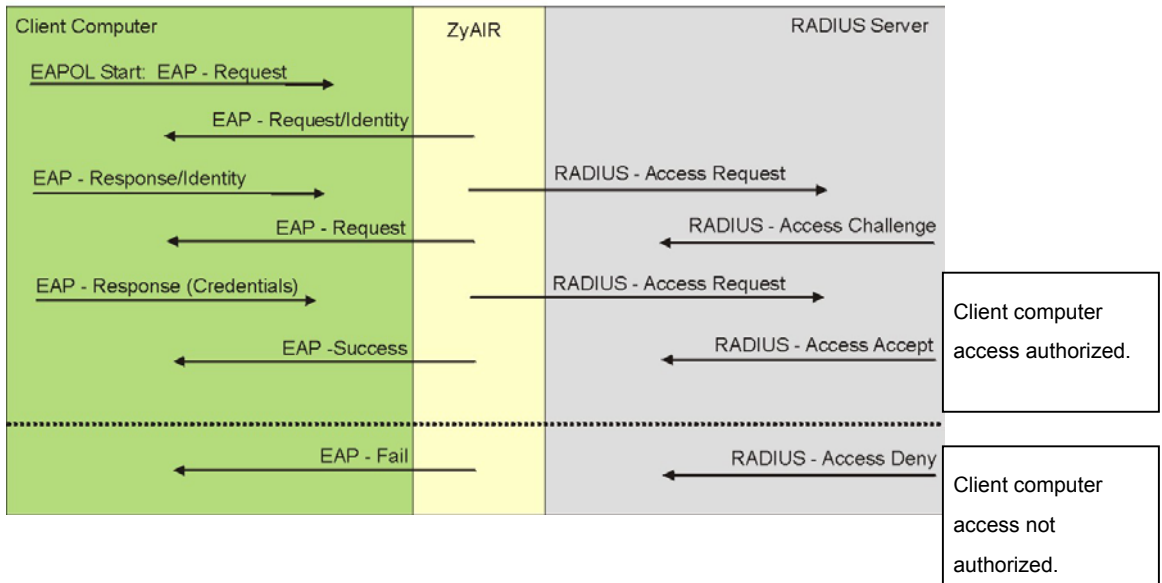 Client Computer
ZyAIR
RADIUS Server
EAPOL Start: EAP - Request
EAP - Request/Identity
EAP - Response/Identity
RADIUS - Access Request
EAP - Request
RADIUS - Access Challenge
EAP - Response (Credentials)
RADIUS - Access Request
EAP -Success
RADIUS - Access Accept
Client computer
access authorized.
EAP - Fail
RADIUS - Access Deny
Client computer
access not
authorized.